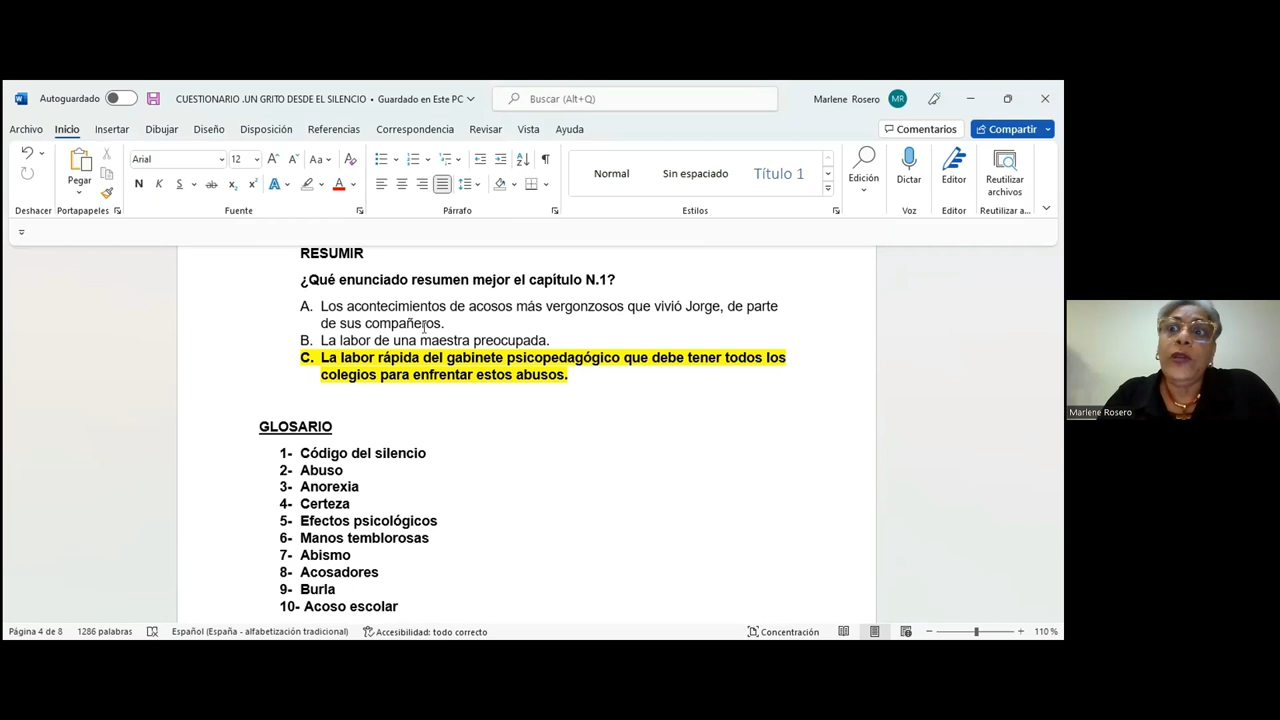 Autoguardado
CUESTIONARIO .UN GRITO DESDE EL SILENCIO • Guardado en Este PC
Buscar (Alt+Q)
Marlene Rosero
MR
Archivo Inicio Insertar Dibujar Diseño Disposición Referencias Correspondencia Revisar Vista Ayuda
Comentarios
Compartir
Arial 12
Aa
N K S ab x₂ x² A A
Normal Sin espaciado Título 1
Pegar
Edición
Dictar
Editor
Reutilizar
archivos
Deshacer Portapapeles Fuente Párrafo Estilos Voz Editor Reutilizar a...
RESUMIR
¿Qué enunciado resumen mejor el capítulo N.1?
A. Los acontecimientos de acosos más vergonzosos que vivió Jorge, de parte
de sus compañeros.
B. La labor de una maestra preocupada.
C. La labor rápida del gabinete psicopedagógico que debe tener todos los
colegios para enfrentar estos abusos.
GLOSARIO
1- Código del silencio
2- Abuso
3- Anorexia
4- Certeza
5- Efectos psicológicos
6- Manos temblorosas
7- Abismo
8- Acosadores
9- Burla
10- Acoso escolar
Página 4 de 8 1286 palabras Español (España - alfabetización tradicional) Accesibilidad: todo correcto Concentración 110 %
Marlene Rosero